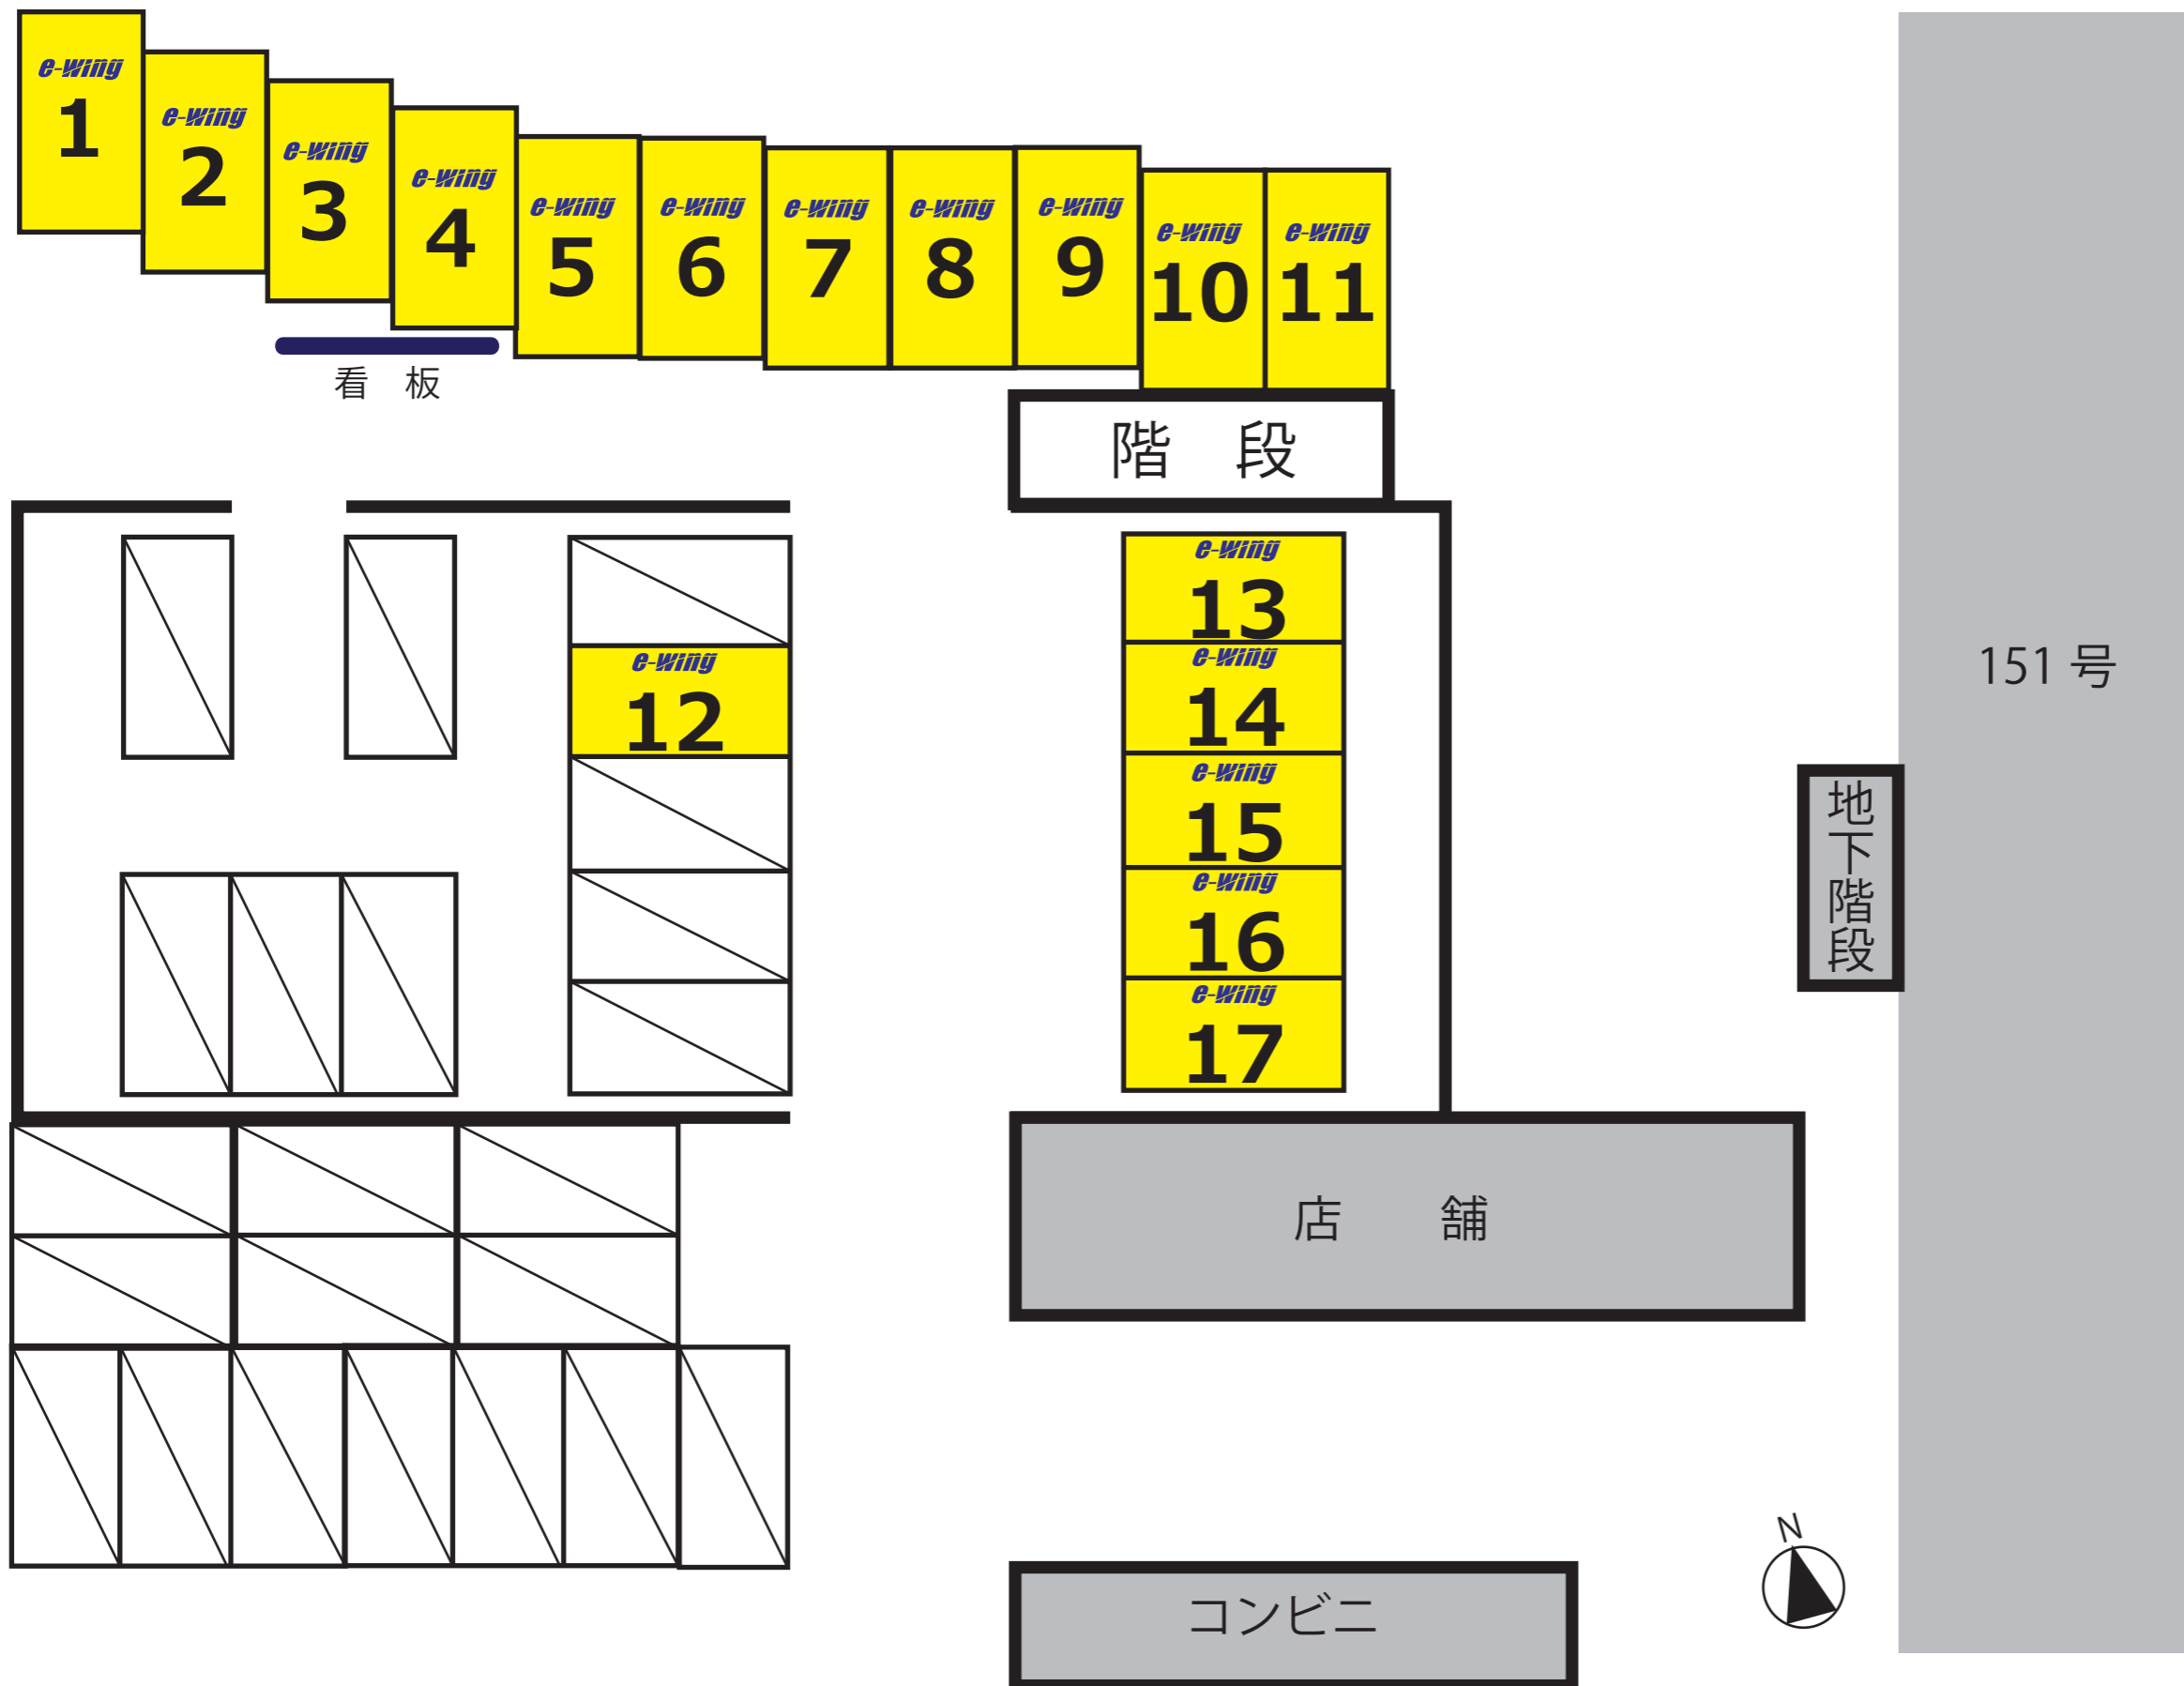 e-wing
1
e-wing
2
e-wing
3
e-wing
4
e-wing
5
e-wing
6
e-wing
7
e-wing
8
e-wing
9
e-wing
10
e-wing
11
看 板
階 段
e-wing
12
e-wing
13
e-wing
14
e-wing
15
e-wing
16
e-wing
17
151 号
地下階段
店 舗
コンビニ
N